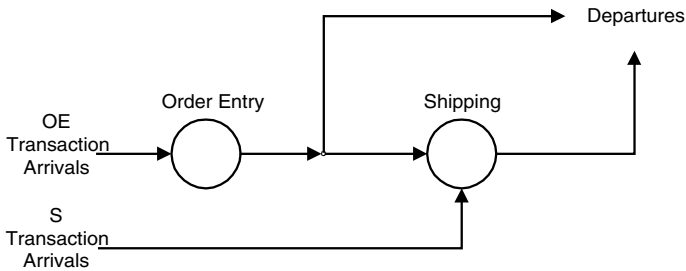 Departures
Order Entry
Shipping
OE
Transaction
Arrivals
S
Transaction
Arrivals